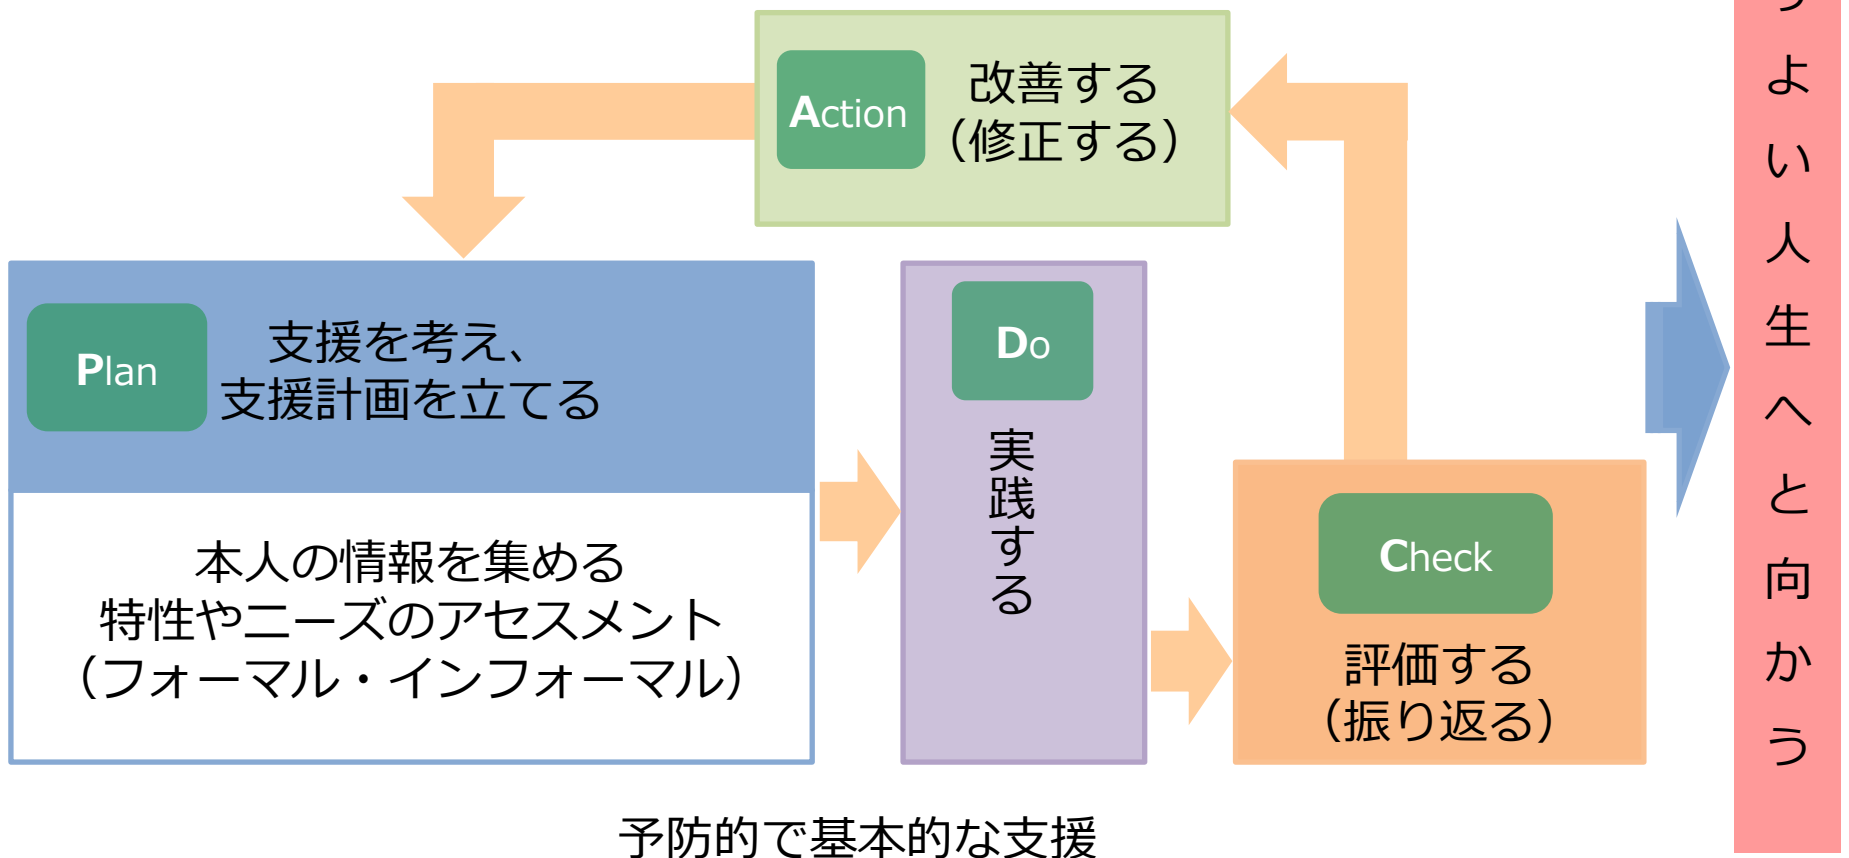 Action
改善する
（修正する）
Plan
支援を考え、
支援計画を立てる
本人の情報を集める
特性やニーズのアセスメント
（フォーマル・インフォーマル）
Do
実践する
Check
評価する
（振り返る）
よい人生へと向かう
予防的で基本的な支援